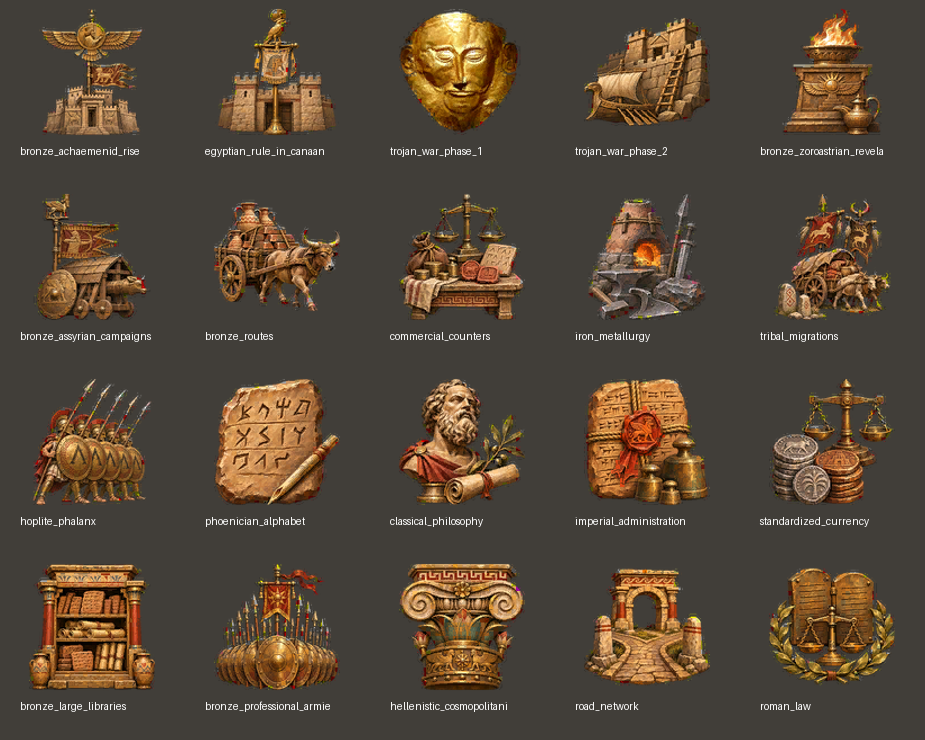 bronze_achaemenid_rise
egyptian_rule_in_canaan
trojan_war_phase_1
trojan_war_phase_2
bronze_zoroastrian_revela
bronze_assyrian_campaigns
bronze_routes
commercial_counters
iron_metallurgy
tribal_migrations
hoplite_phalanx
phoenician_alphabet
classical_philosophy
imperial_administration
standardized_currency
bronze_large_libraries
bronze_professional_armie
hellenistic_cosmopolitani
road_network
roman_law